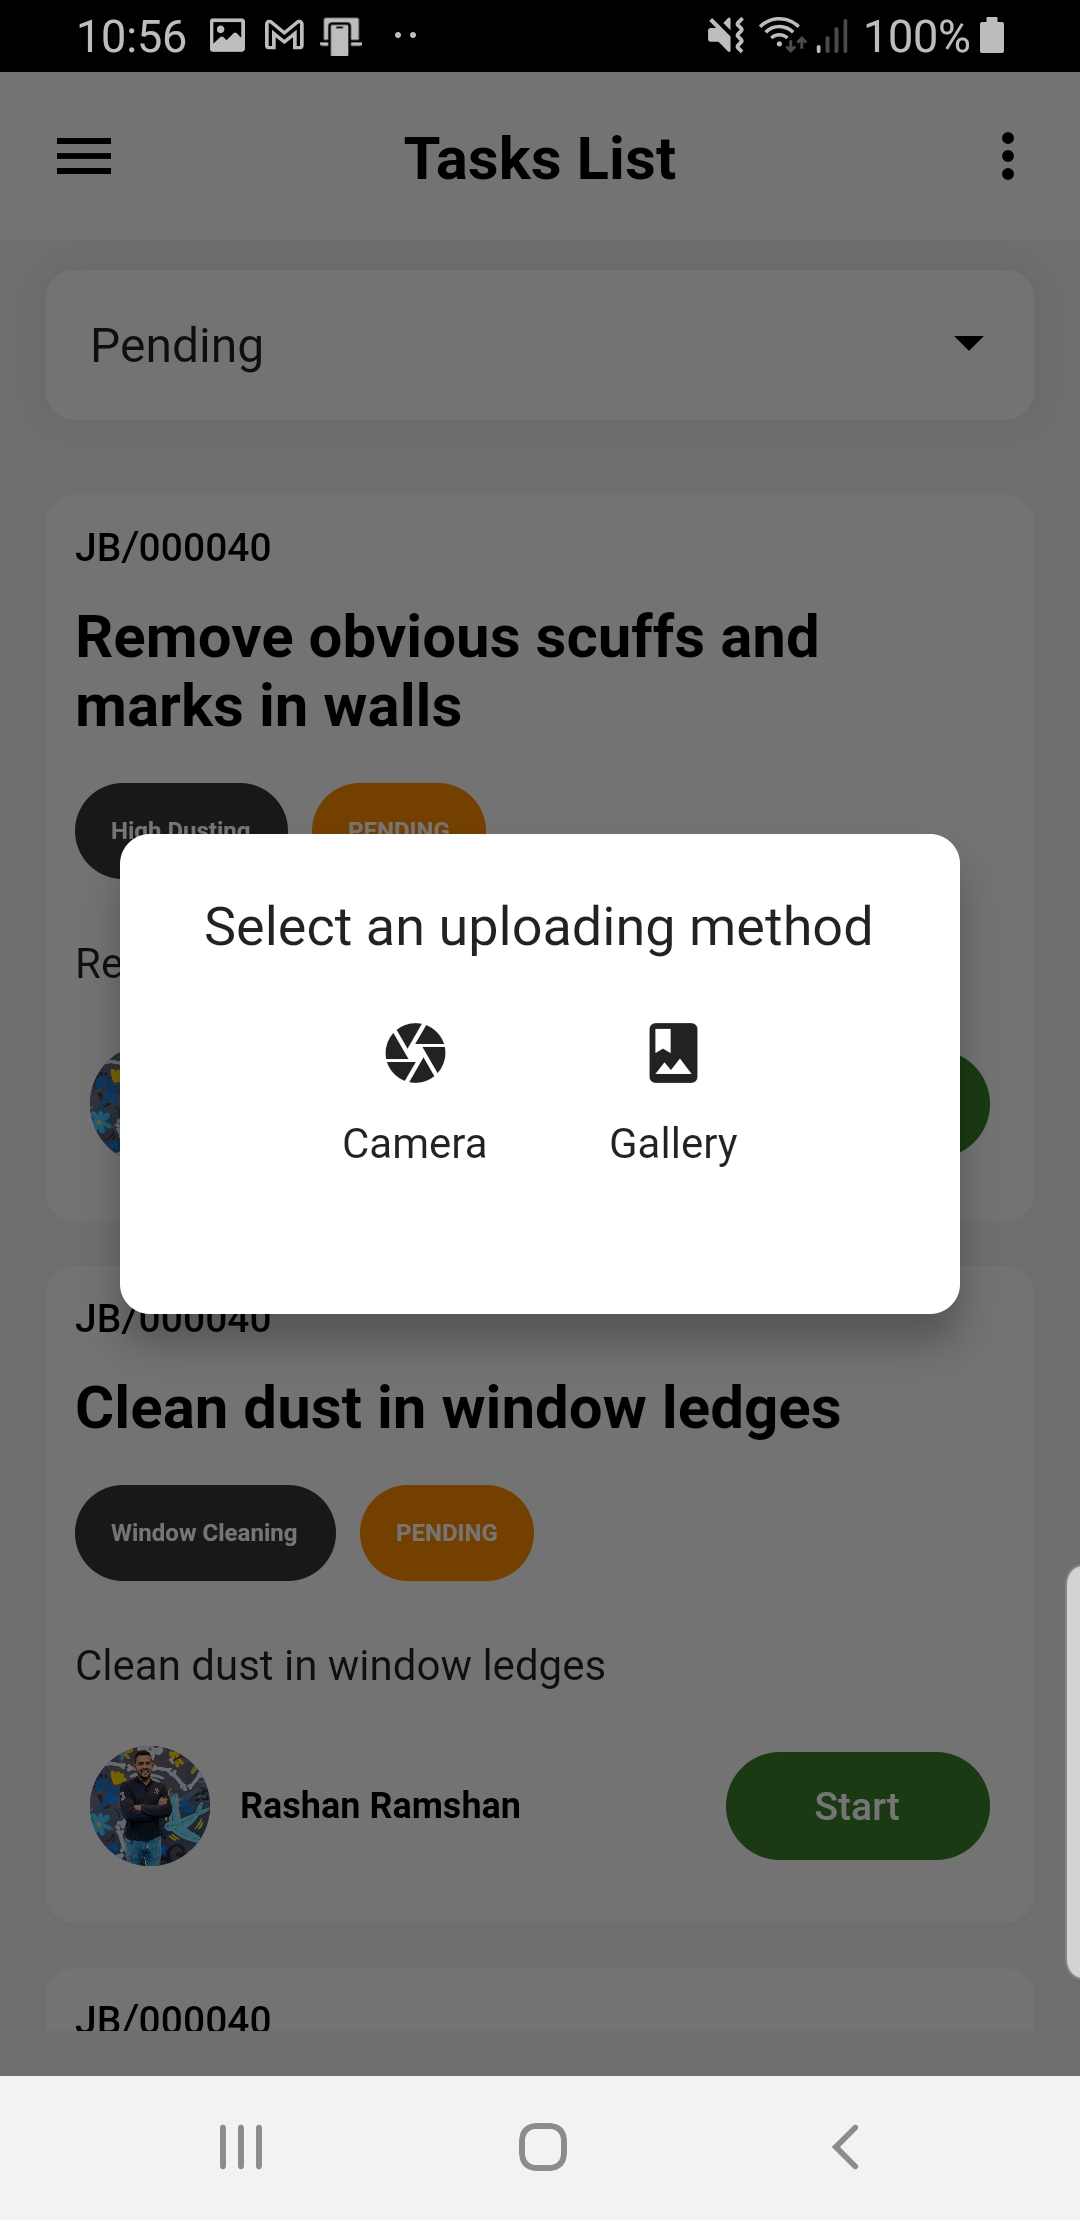 10:56
100%
Tasks List
Pending
JB/000040
Remove obvious scuffs and
marks in walls
High Dusting
PENDING
Re
Select an uploading method
Camera
Gallery
JB/000040
Clean dust in window ledges
Window Cleaning
PENDING
Clean dust in window ledges
Rashan Ramshan
Start
JB/000040